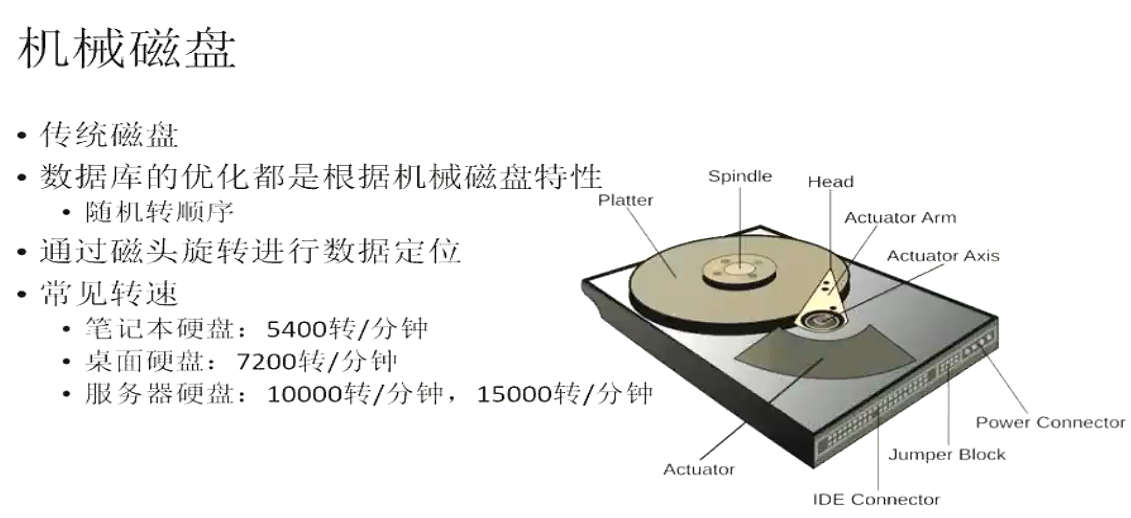 机械磁盘
• 传统磁盘
• 数据库的优化都是根据机械磁盘特性
• 随机转顺序
• 通过磁头旋转进行数据定位
• 常见转速
• 笔记本硬盘：5400转/分钟
• 桌面硬盘：7200转/分钟
• 服务器硬盘：10000转/分钟，15000转/分钟
Spindle
Head
Platter
Actuator Arm
Actuator Axis
Power Connector
Jumper Block
Actuator
IDE Connector